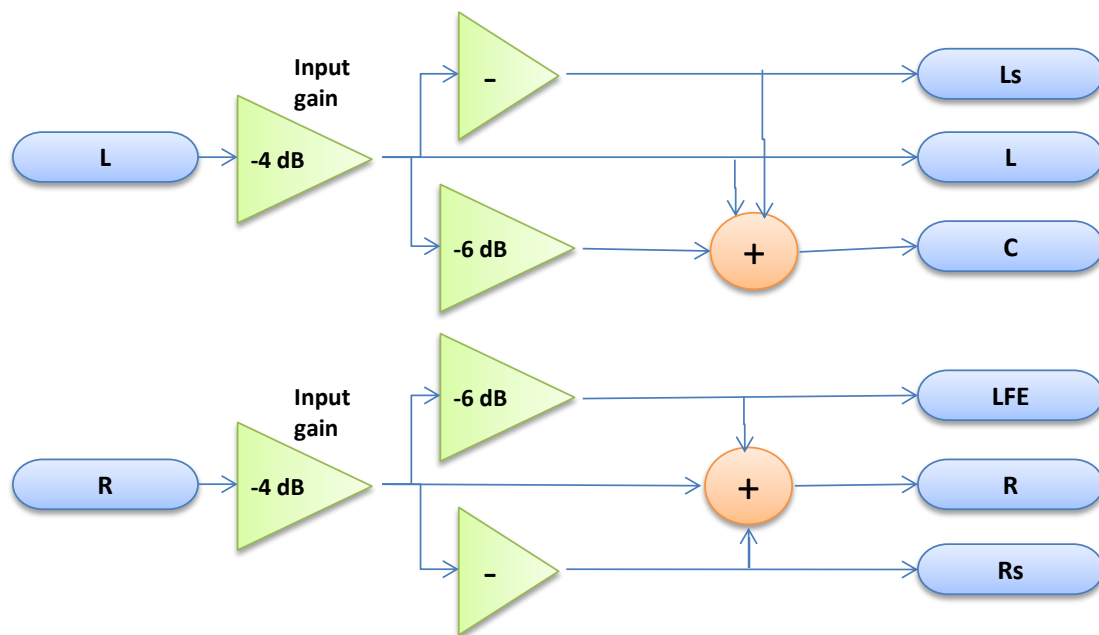 Input
gain
–
Ls
L
-4 dB
L
-6 dB
+
C
Input
gain
-6 dB
LFE
R
-4 dB
+
R
–
Rs